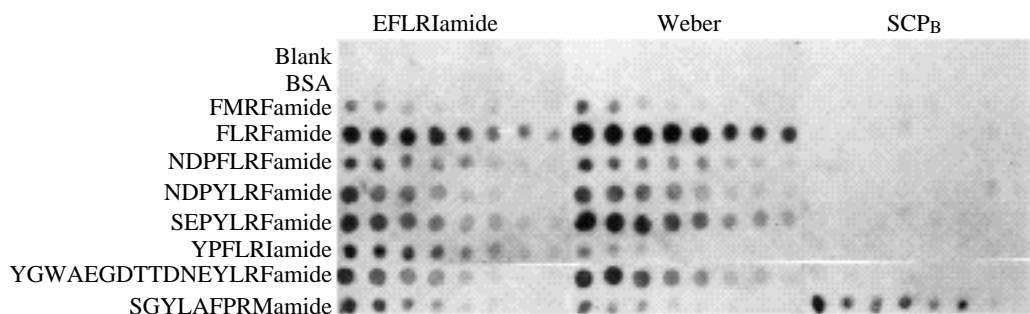 EFLRIamide Weber SCPB
Blank
BSA
FMRFamide
FLRFamide
NDPFLRFamide
NDPYLRFamide
SEPYLRFamide
YPFLRIamide
YGWAEGDTTDNEYLRFamide
SGYLAFPRMamide